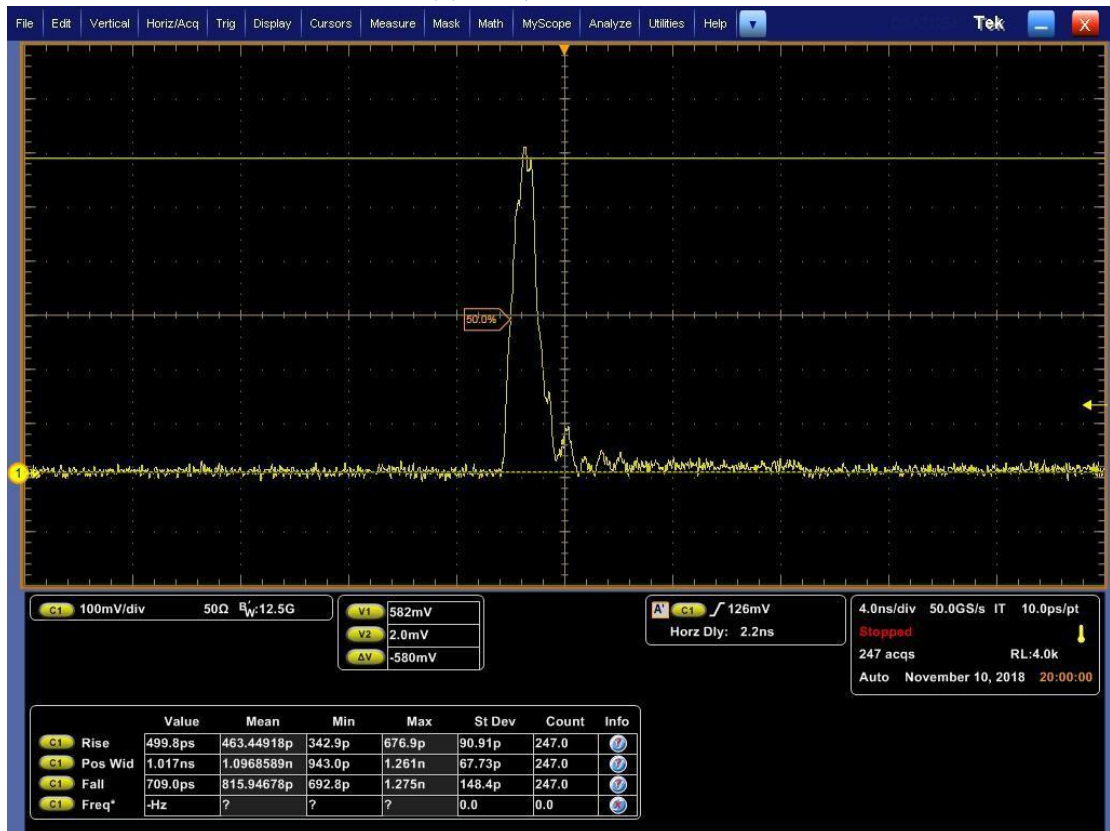 File Edit Vertical Horiz/Acq Trig Display Cursors Measure Mask Math MyScope Analyze Utilities Help Tek X
50.0%
1
C1 100mV/div 50Ω BW:12.5G
V1 582mV
V2 2.0mV
ΔV -580mV
A' C1 126mV
Horz Dly: 2.2ns
4.0ns/div 50.0GS/s IT 10.0ps/pt
Stopped
247 acqs RL:4.0k
Auto November 10, 2018 20:00:00
Value Mean Min Max St Dev Count Info
C1 Rise 499.8ps 463.44918p 342.9p 676.9p 90.91p 247.0
C1 Pos Wid 1.017ns 1.0968589n 943.0p 1.261n 67.73p 247.0
C1 Fall 709.0ps 815.94678p 692.8p 1.275n 148.4p 247.0
C1 Freq* -Hz ? ? ? 0.0 0.0